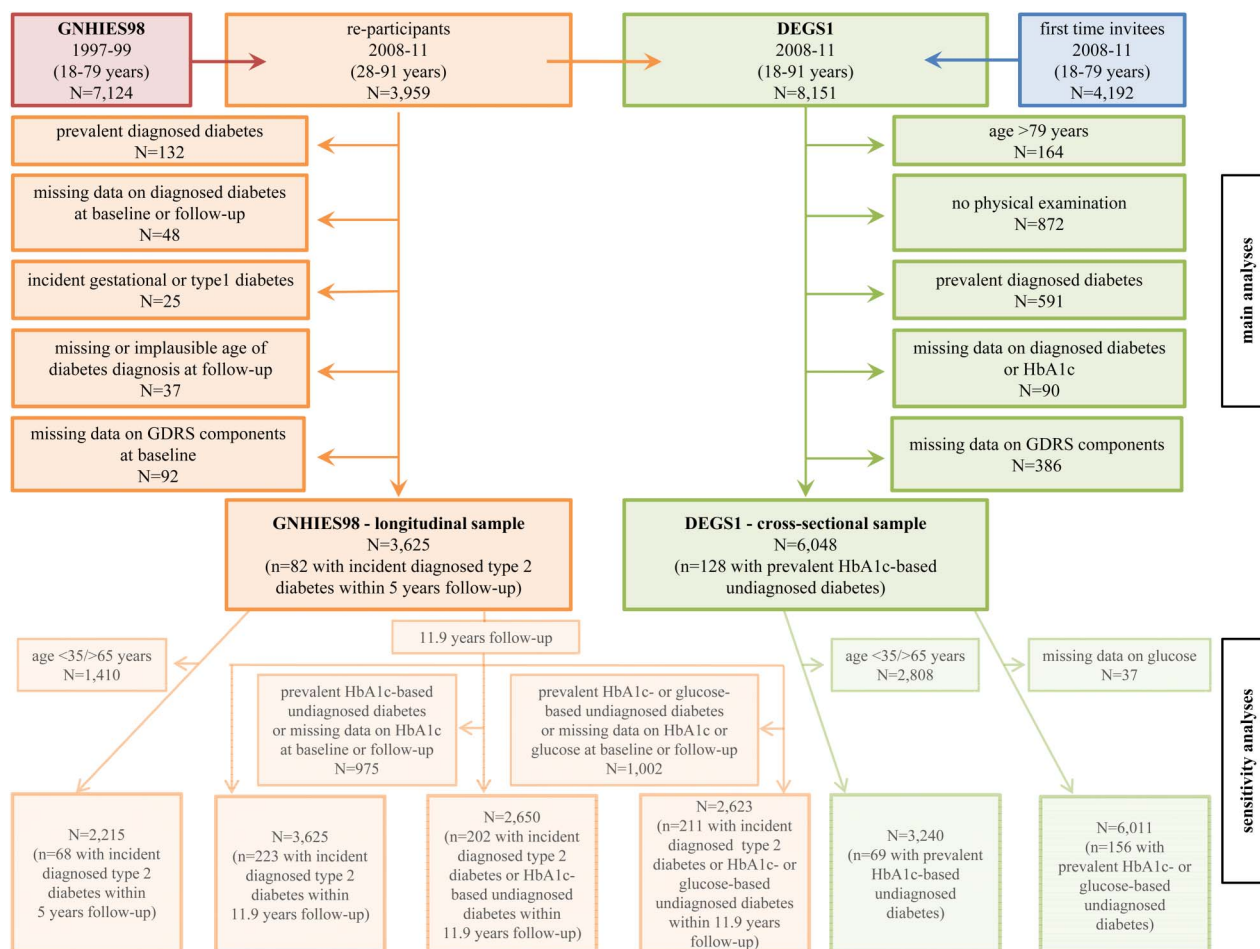 GNHIES98
1997-99
(18-79 years)
N=7,124
re-participants
2008-11
(28-91 years)
N=3,959
DEGS1
2008-11
(18-91 years)
N=8,151
first time invitees
2008-11
(18-79 years)
N=4,192
prevalent diagnosed diabetes
N=132
missing data on diagnosed diabetes
at baseline or follow-up
N=48
incident gestational or type1 diabetes
N=25
missing or implausible age of
diabetes diagnosis at follow-up
N=37
missing data on GDRS components
at baseline
N=92
age >79 years
N=164
no physical examination
N=872
prevalent diagnosed diabetes
N=591
missing data on diagnosed diabetes
or HbA1c
N=90
missing data on GDRS components
N=386
main analyses
GNHIES98 - longitudinal sample
N=3,625
(n=82 with incident diagnosed type 2
diabetes within 5 years follow-up)
DEGS1 - cross-sectional sample
N=6,048
(n=128 with prevalent HbA1c-based
undiagnosed diabetes)
age <35/>65 years
N=1,410
11.9 years follow-up
prevalent HbA1c-based
undiagnosed diabetes
or missing data on HbA1c
at baseline or follow-up
N=975
prevalent HbA1c- or glucose-
based undiagnosed diabetes
or missing data on HbA1c or
glucose at baseline or follow-up
N=1,002
age <35/>65 years
N=2,808
missing data on glucose
N=37
sensitivity analyses
N=2,215
(n=68 with incident
diagnosed type 2
diabetes within
5 years follow-up)
N=3,625
(n=223 with incident
diagnosed type 2
diabetes within
11.9 years follow-up)
N=2,650
(n=202 with incident
diagnosed type 2
diabetes or HbA1c-
based undiagnosed
diabetes within
11.9 years follow-up)
N=2,623
(n=211 with incident
diagnosed type 2
diabetes or HbA1c- or
glucose-based
undiagnosed diabetes
within 11.9 years
follow-up)
N=3,240
(n=69 with prevalent
HbA1c-based
undiagnosed
diabetes)
N=6,011
(n=156 with
prevalent HbA1c- or
glucose-based
undiagnosed
diabetes)